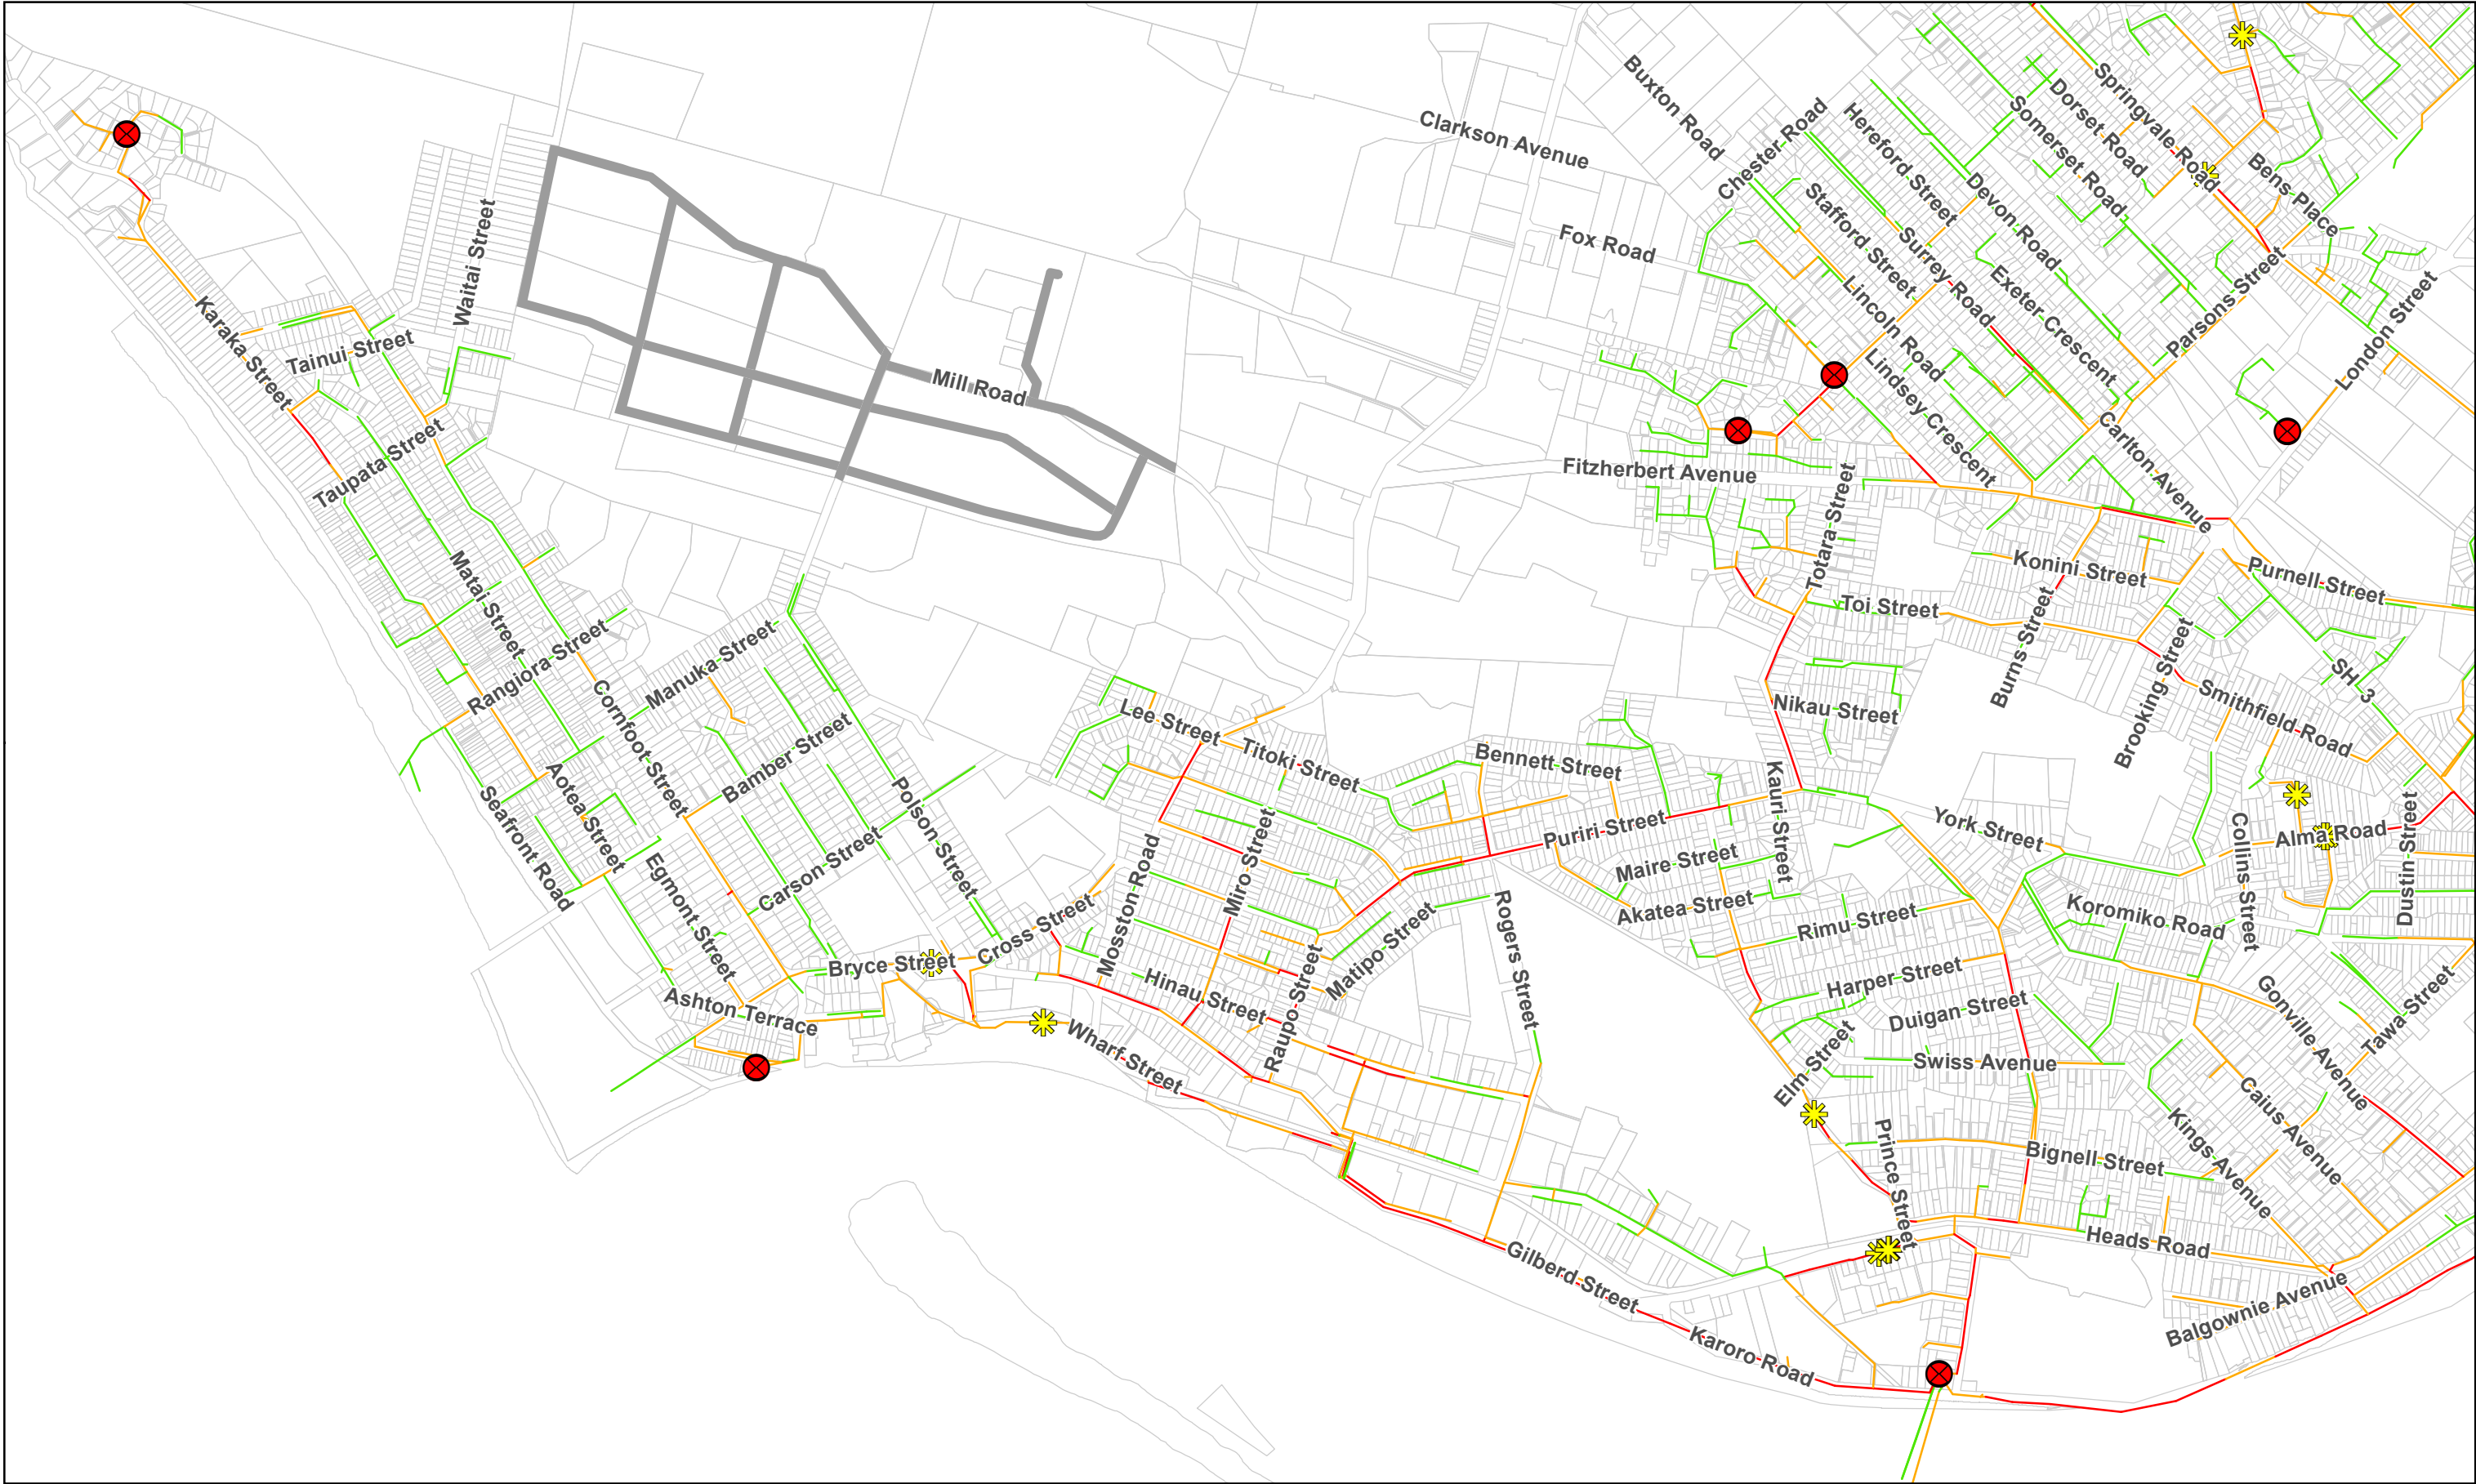 Buxton Road
Springvale Road
Dorset Road
Somerset Road
Clarkson Avenue
Chester Road
Hereford Street
Bens Place
Devon Road
Stafford Street
Surrey Road
Fox Road
Waitai Street
Exeter Crescent
Parsons Street
Lincoln Road
London Street
Karaka Street
Tainui Street
Mill Road
Lindsey Crescent
Carlton Avenue
Taupata Street
Fitzherbert Avenue
Totara Street
Matai Street
Konini Street
Purnell Street
Toi Street
Burns Street
Rangiora Street
Manuka Street
Brooking Street
SH 3
Cornfoot Street
Lee Street
Nikau Street
Smithfield Road
Titoki Street
Bennett Street
Bamber Street
Aotea Street
Seafront Road
Polson Street
Kauri Street
Puriri Street
York Street
Alma Road
Collins Street
Dustin Street
Carson Street
Miro Street
Maire Street
Egmont Street
Mosston Road
Akatea Street
Rogers Street
Rimu Street
Koromiko Road
Cross Street
Matipo Street
Bryce Street
Harper Street
Hinau Street
Raupo Street
Ashton Terrace
Duigan Street
Gonville Avenue
Tawa Street
Wharf Street
Elm Street
Swiss Avenue
Caius Avenue
Kings Avenue
Prince Street
Bignell Street
Heads Road
Gilberd Street
Balgownie Avenue
Karoro Road